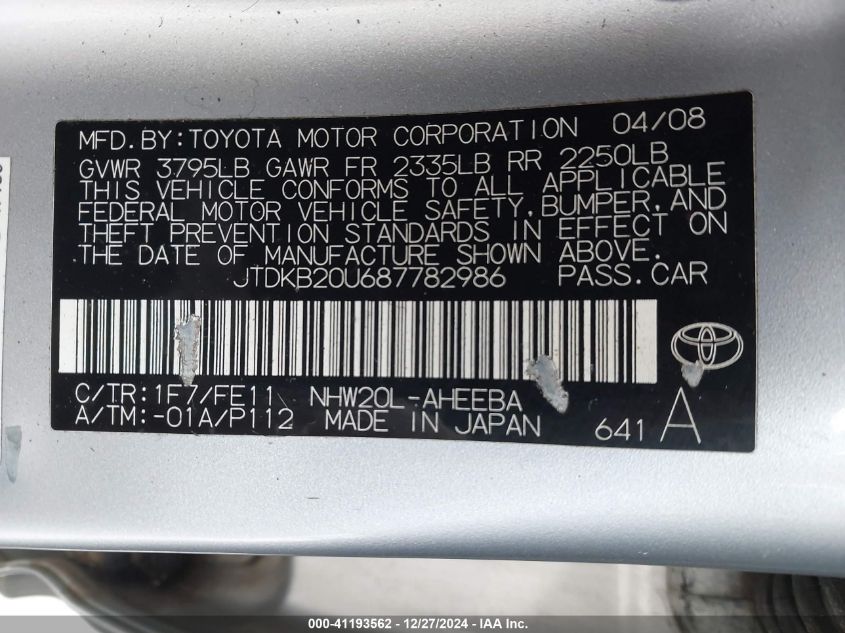 MFD.BY:TOYOTA MOTOR CORPORATION 04/08
GVWR 3795LB GAWR FR 2335LB RR 2250LB
THIS VEHICLE CONFORMS TO ALL APPLICABLE
FEDERAL MOTOR VEHICLE SAFETY,BUMPER,AND
THEFT PREVENTION STANDARDS IN EFFECT ON
THE DATE OF MANUFACTURE SHOWN ABOVE.
JTDKB20U687782986 PASS.CAR
C/TR:1F7/FE11 NHW20L-AHEEBA
A/TM:-01A/P112 MADE IN JAPAN 641 A
000-41193562 - 12/27/2024 - IAA Inc.